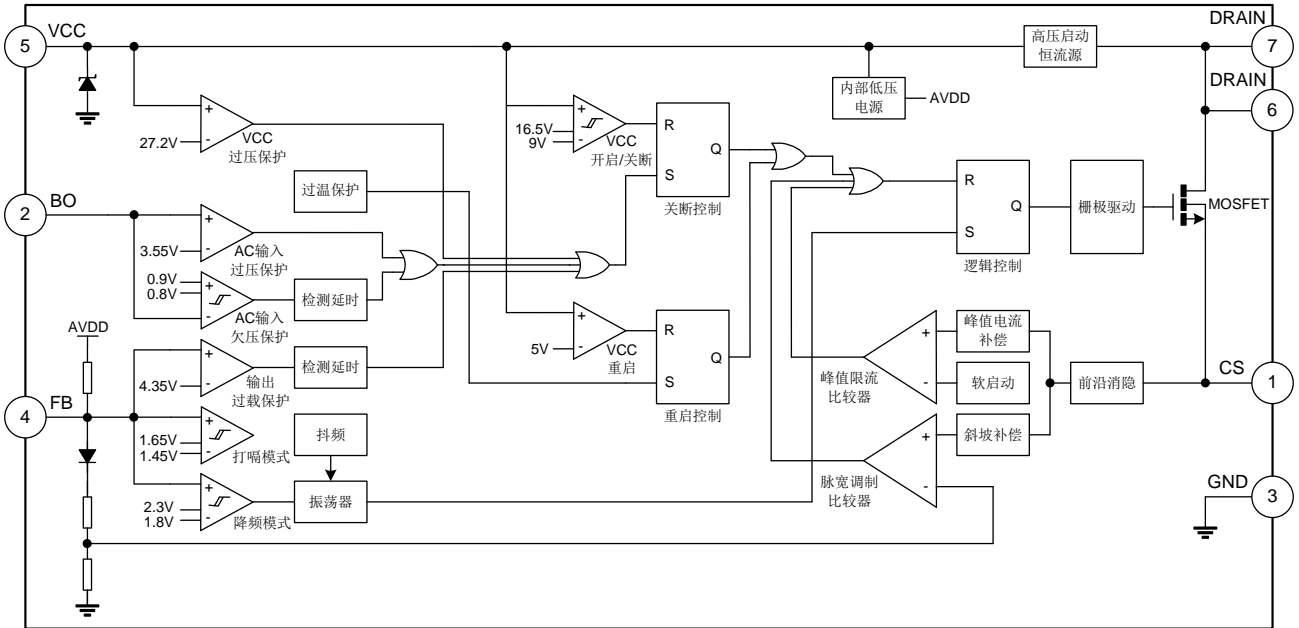 VCC
5
DRAIN
7
高压启动
恒流源
DRAIN
6
内部低压
电源
AVDD
+
-
27.2V
VCC
过压保护
+
-
16.5V
9V
VCC
开启/关断
R
S
Q
关断控制
过温保护
BO
2
+
-
3.55V
AC输入
过压保护
0.9V
0.8V
+
-
AC输入
欠压保护
检测延时
R
S
Q
逻辑控制
栅极驱动
MOSFET
+
-
5V
VCC
重启
R
S
Q
重启控制
AVDD
+
-
4.35V
输出
过载保护
检测延时
+
-
峰值限流
比较器
峰值电流
补偿
软启动
前沿消隐
CS
1
FB
4
+
-
1.65V
1.45V
打嗝模式
抖频
+
-
2.3V
1.8V
降频模式
振荡器
+
-
脉宽调制
比较器
斜坡补偿
GND
3